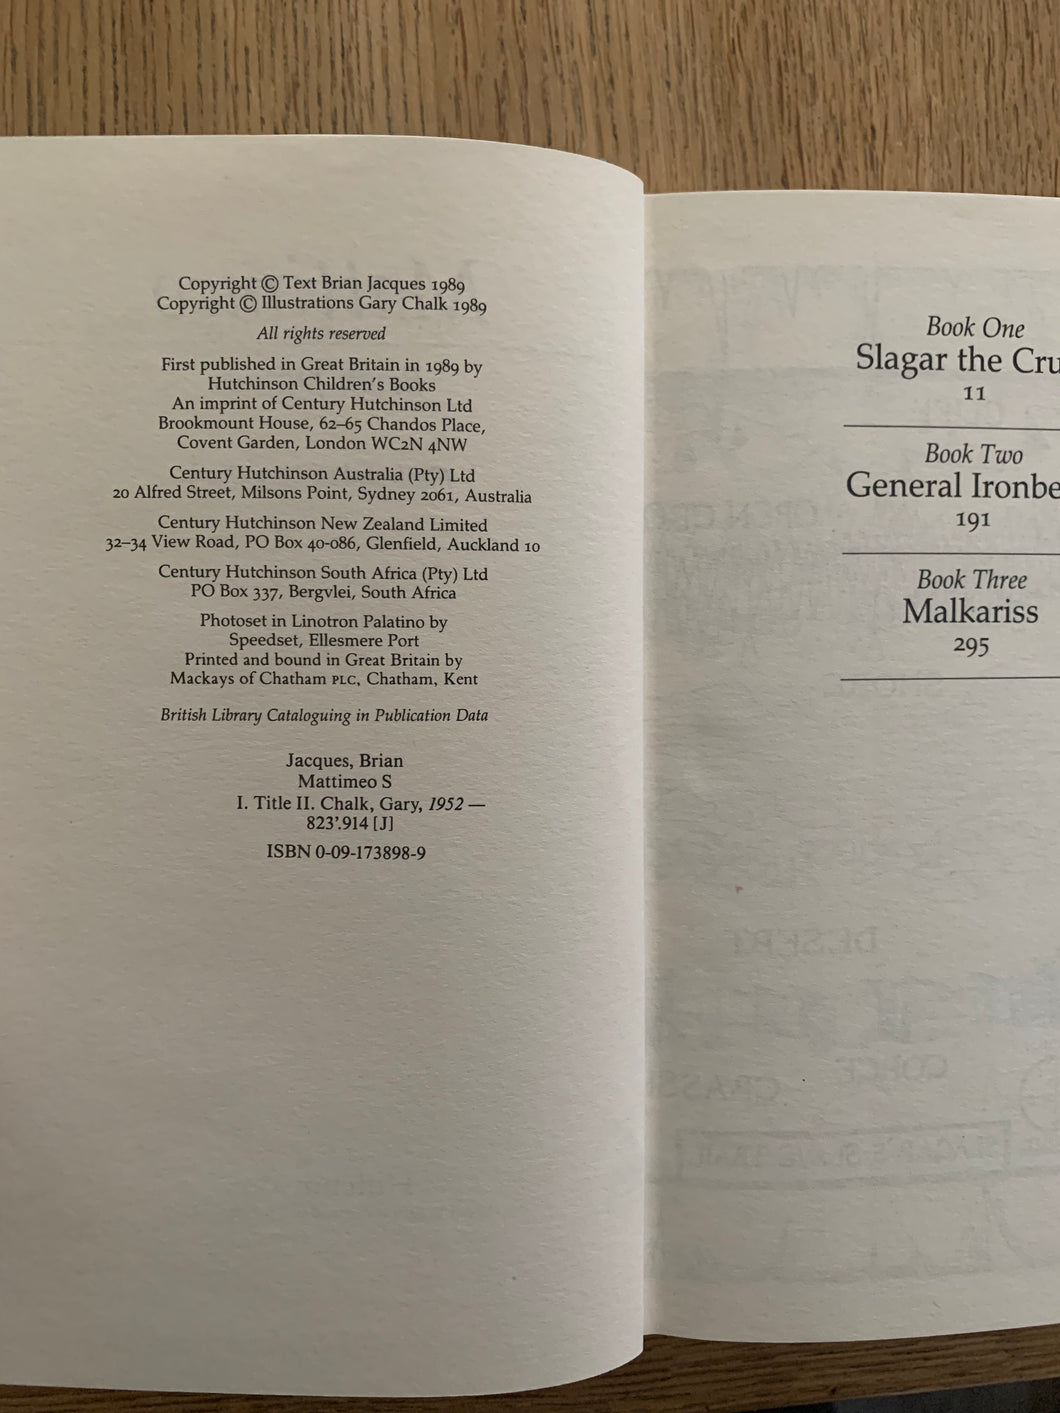 Copyright © Text Brian Jacques 1989
Copyright © Illustrations Gary Chalk 1989
All rights reserved
First published in Great Britain in 1989 by
Hutchinson Children's Books
An imprint of Century Hutchinson Ltd
Brookmount House, 62–65 Chandos Place,
Covent Garden, London WC2N 4NW
Century Hutchinson Australia (Pty) Ltd
20 Alfred Street, Milsons Point, Sydney 2061, Australia
Century Hutchinson New Zealand Limited
32–34 View Road, PO Box 40-086, Glenfield, Auckland 10
Century Hutchinson South Africa (Pty) Ltd
PO Box 337, Bergvlei, South Africa
Photoset in Linotron Palatino by
Speedset, Ellesmere Port
Printed and bound in Great Britain by
Mackays of Chatham PLC, Chatham, Kent
British Library Cataloguing in Publication Data
Jacques, Brian
Mattimeo S
I. Title II. Chalk, Gary, 1952 —
823'.914 [J]
ISBN 0-09-173898-9
Book One
Slagar the Cru
11
Book Two
General Ironbe
191
Book Three
Malkariss
295
DESERT
GORGE